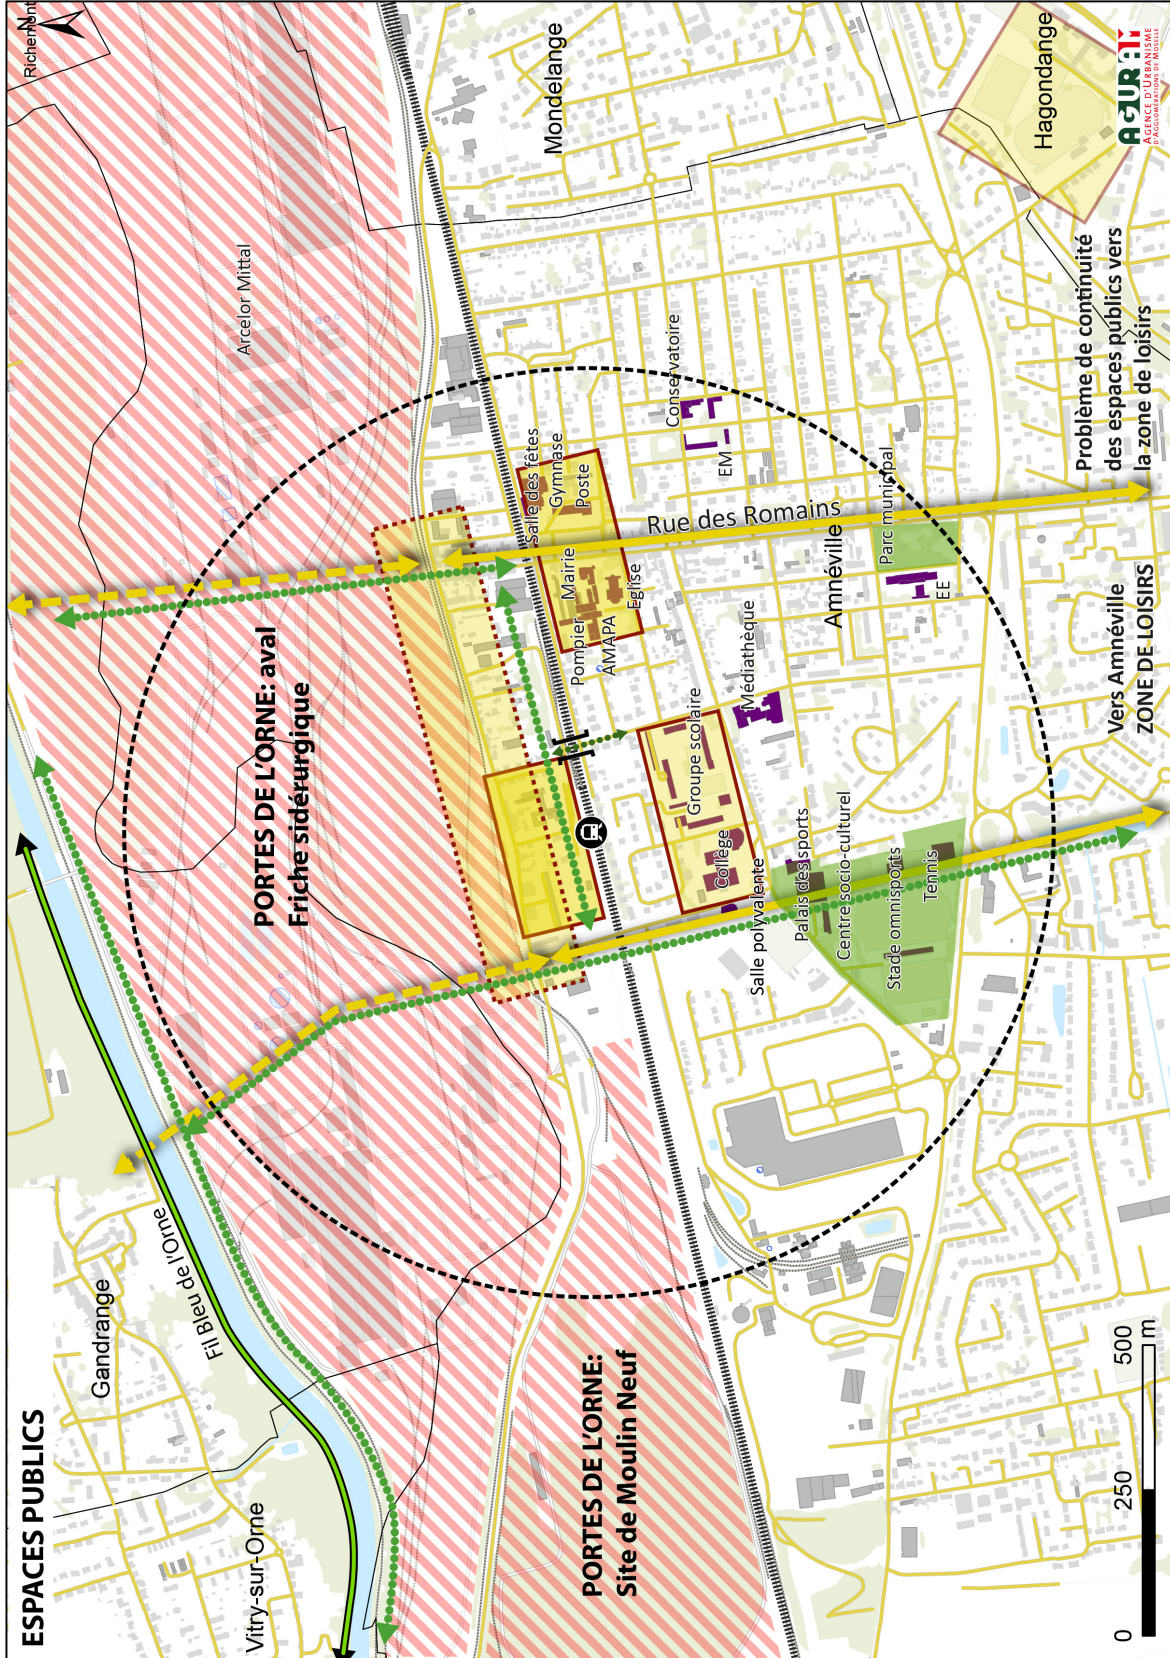 ESPACES PUBLICS
N
Richemont
Gandrange
Vitry-sur-Orne
Fil Bleu de l'Orne
Arcelor Mittal
PORTES DE L'ORNE: aval
Friche sidérurgique
PORTES DE L'ORNE:
Site de Moulin Neuf
Mondelange
Salle des fêtes
Gymnase
Poste
Mairie
Eglise
Pompier
AMAPA
Conservatoire
EM
Rue des Romains
Groupe scolaire
Collège
Médiathèque
Salle polyvalente
Palais des sports
Centre socio-culturel
Stade omnisports
Tennis
Amnéville
Parc municipal
EE
Hagondange
Problème de continuité
des espaces publics vers
la zone de loisirs
Vers Amnéville
ZONE DE LOISIRS
0 250 500
m
AGURAM
AGENCE D'URBANISME
D'AGGLOMÉRATIONS DE MOSELLE